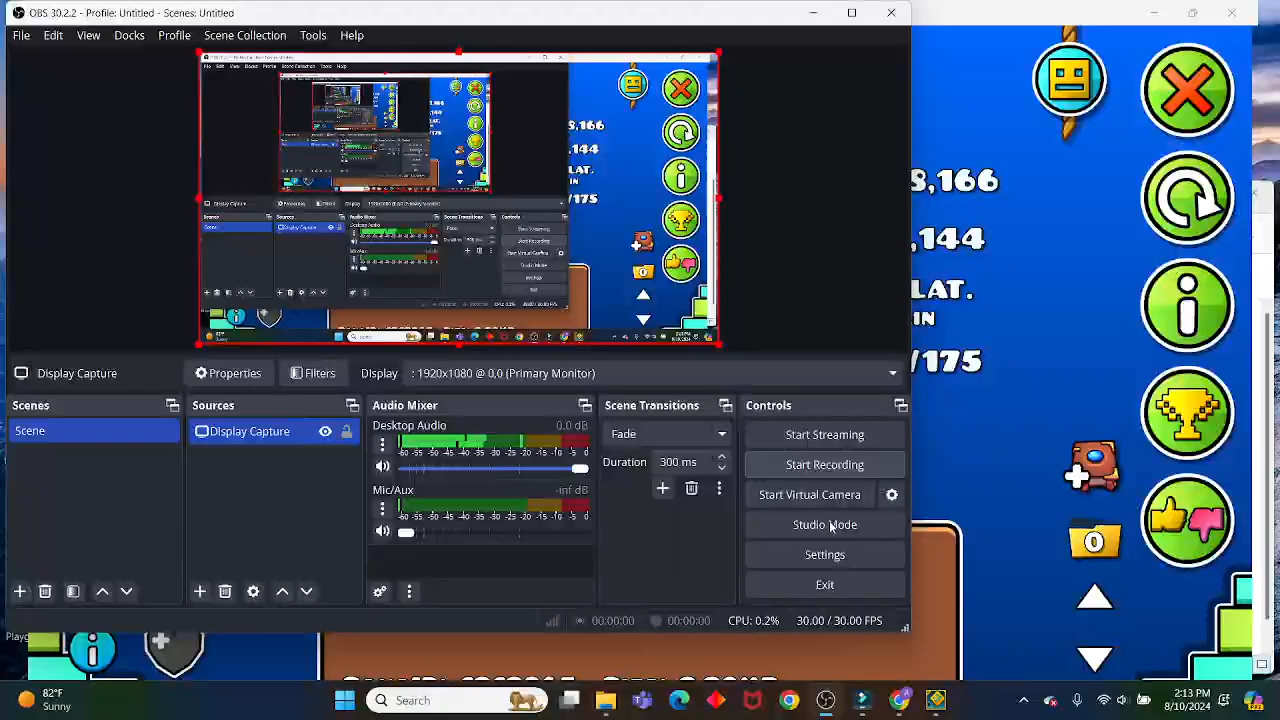 OBS 30.2.2 - Profile: Untitled - Scenes: Untitled
File Edit View Docks Profile Scene Collection Tools Help
8,166
,144
LAT.
IN
/175
0
Display Capture
Properties
Filters
Display
: 1920x1080 @ 0,0 (Primary Monitor)
Scenes
Scene
Sources
Display Capture
Audio Mixer
Desktop Audio 0.0 dB
-60 -55 -50 -45 -40 -35 -30 -25 -20 -15 -10 -5 0
Mic/Aux -inf dB
-60 -55 -50 -45 -40 -35 -30 -25 -20 -15 -10 -5 0
Scene Transitions
Fade
Duration 300 ms
Controls
Start Streaming
Start Recording
Start Virtual Camera
Studio Mode
Settings
Exit
00:00:00 00:00:00 CPU: 0.2% 30.00 / 30.00 FPS
82°F
Sunny
Search
2:13 PM
8/10/2024